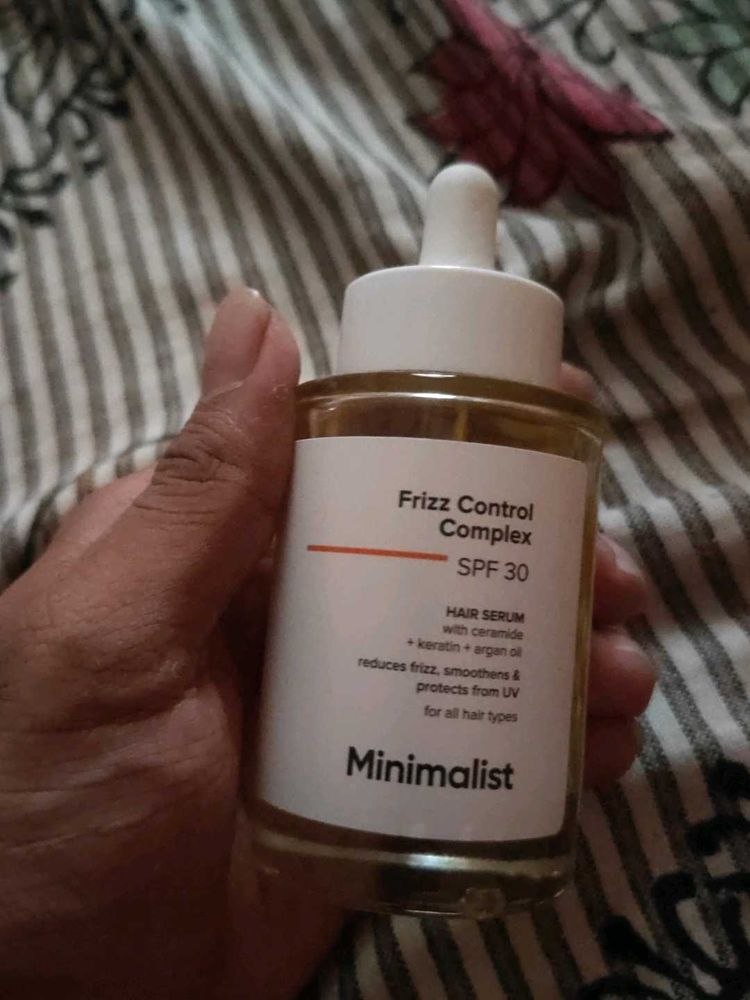 Frizz Control
Complex
SPF 30
HAIR SERUM
with ceramide
+ keratin + argan oil
reduces frizz, smoothens &
protects from UV
for all hair types
Minimalist